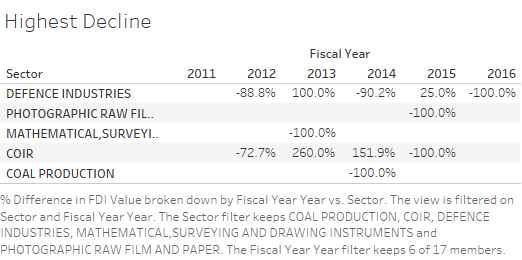 Highest Decline
Fiscal Year
Sector 2011 2012 2013 2014 2015 2016
DEFENCE INDUSTRIES -88.8% 100.0% -90.2% 25.0% -100.0%
PHOTOGRAPHIC RAW FIL.. -100.0%
MATHEMATICAL,SURVEYI.. -100.0%
COIR -72.7% 260.0% 151.9% -100.0%
COAL PRODUCTION -100.0%
% Difference in FDI Value broken down by Fiscal Year Year vs. Sector. The view is filtered on
Sector and Fiscal Year Year. The Sector filter keeps COAL PRODUCTION, COIR, DEFENCE
INDUSTRIES, MATHEMATICAL,SURVEYING AND DRAWING INSTRUMENTS and
PHOTOGRAPHIC RAW FILM AND PAPER. The Fiscal Year Year filter keeps 6 of 17 members.